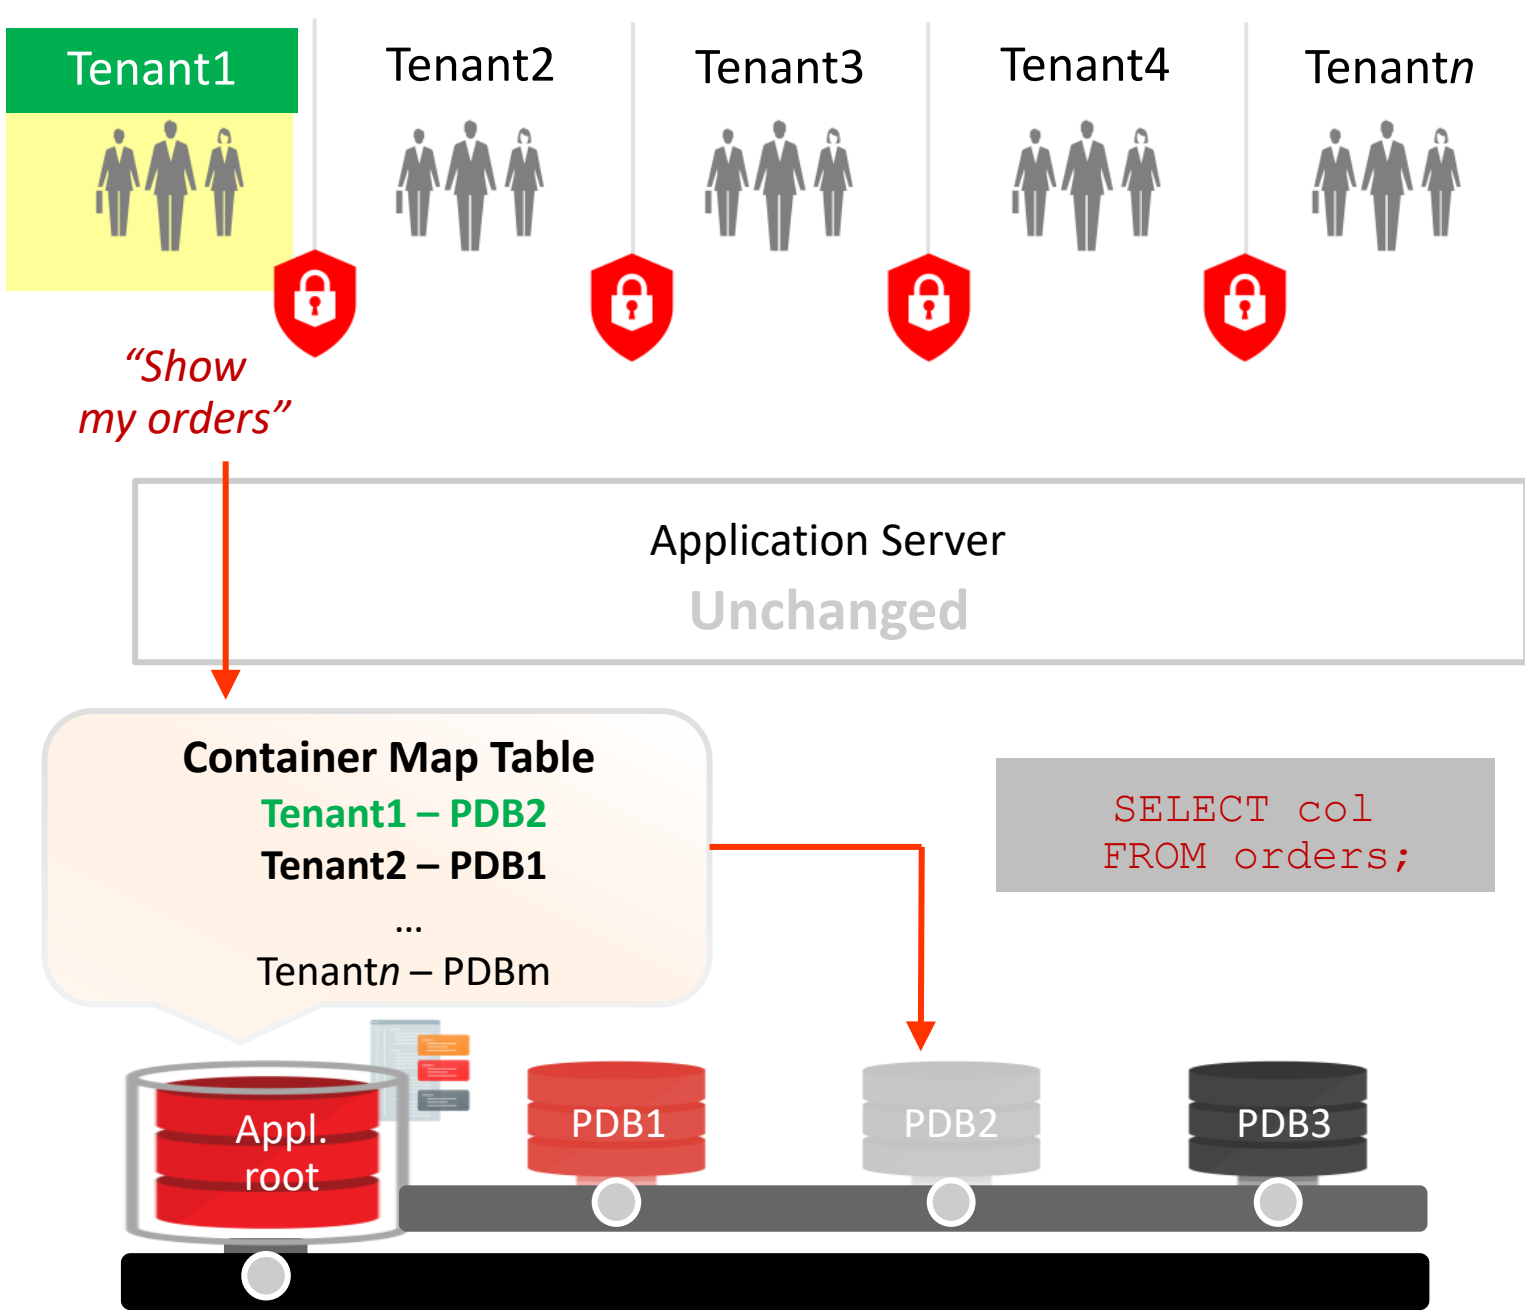 Tenant1
Tenant2
Tenant3
Tenant4
Tenantn
“Show
my orders”
Application Server
Unchanged
Container Map Table
Tenant1 – PDB2
Tenant2 – PDB1
...
Tenantn – PDBm
SELECT col
FROM orders;
Appl.
root
PDB1
PDB2
PDB3